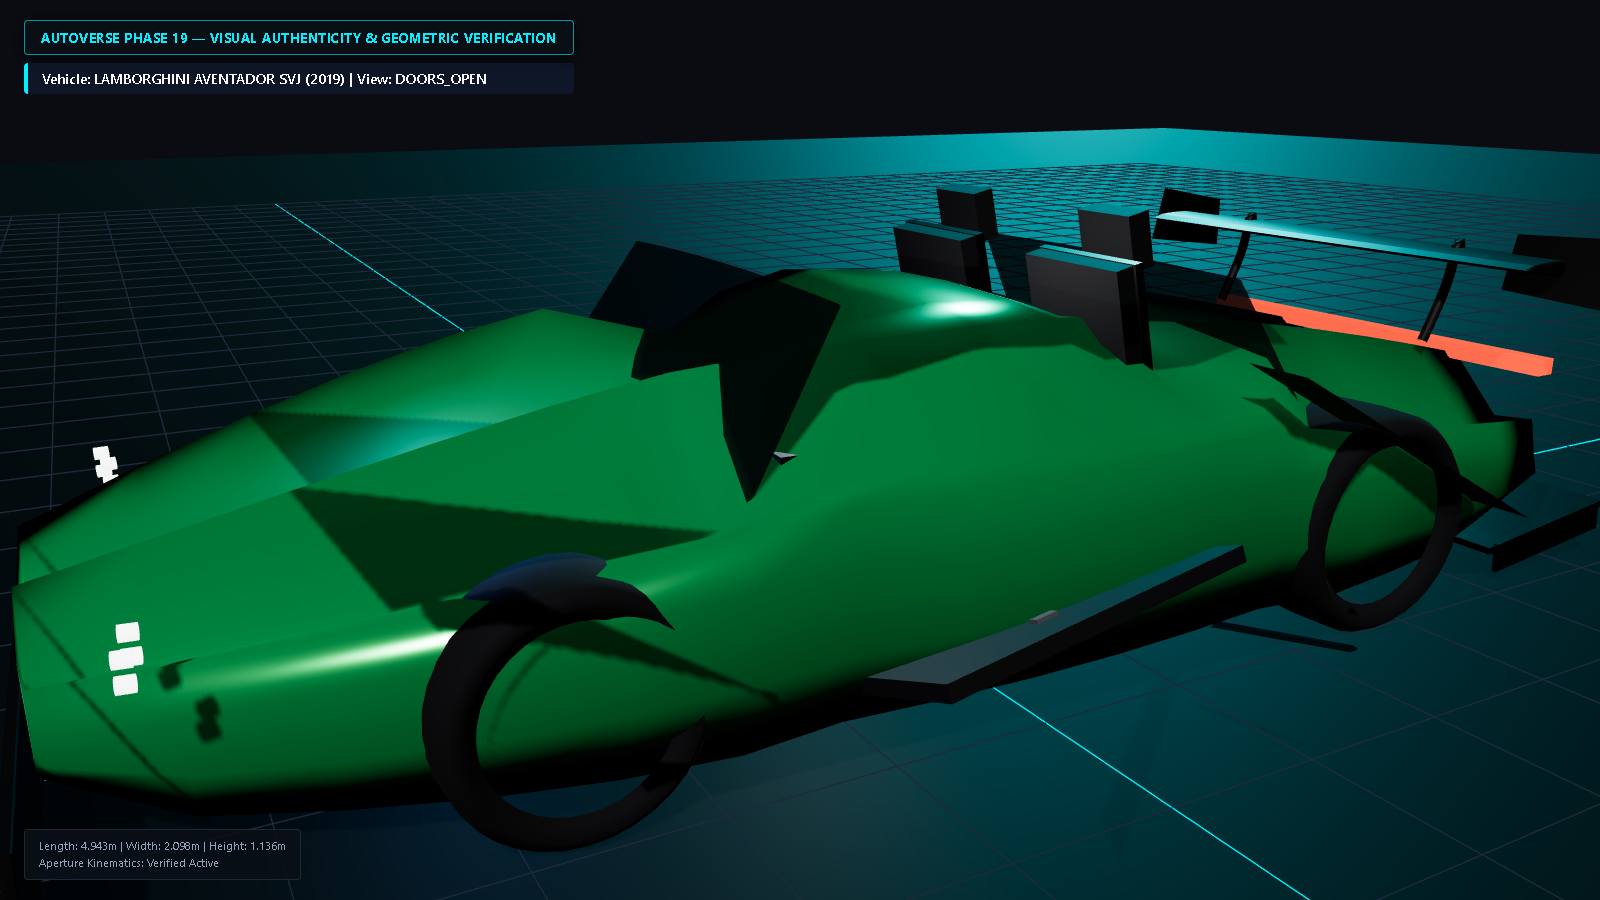 AUTOVERSE PHASE 19 — VISUAL AUTHENTICITY & GEOMETRIC VERIFICATION
Vehicle: LAMBORGHINI AVENTADOR SVJ (2019) | View: DOORS_OPEN
Length: 4.943m | Width: 2.098m | Height: 1.136m
Aperture Kinematics: Verified Active